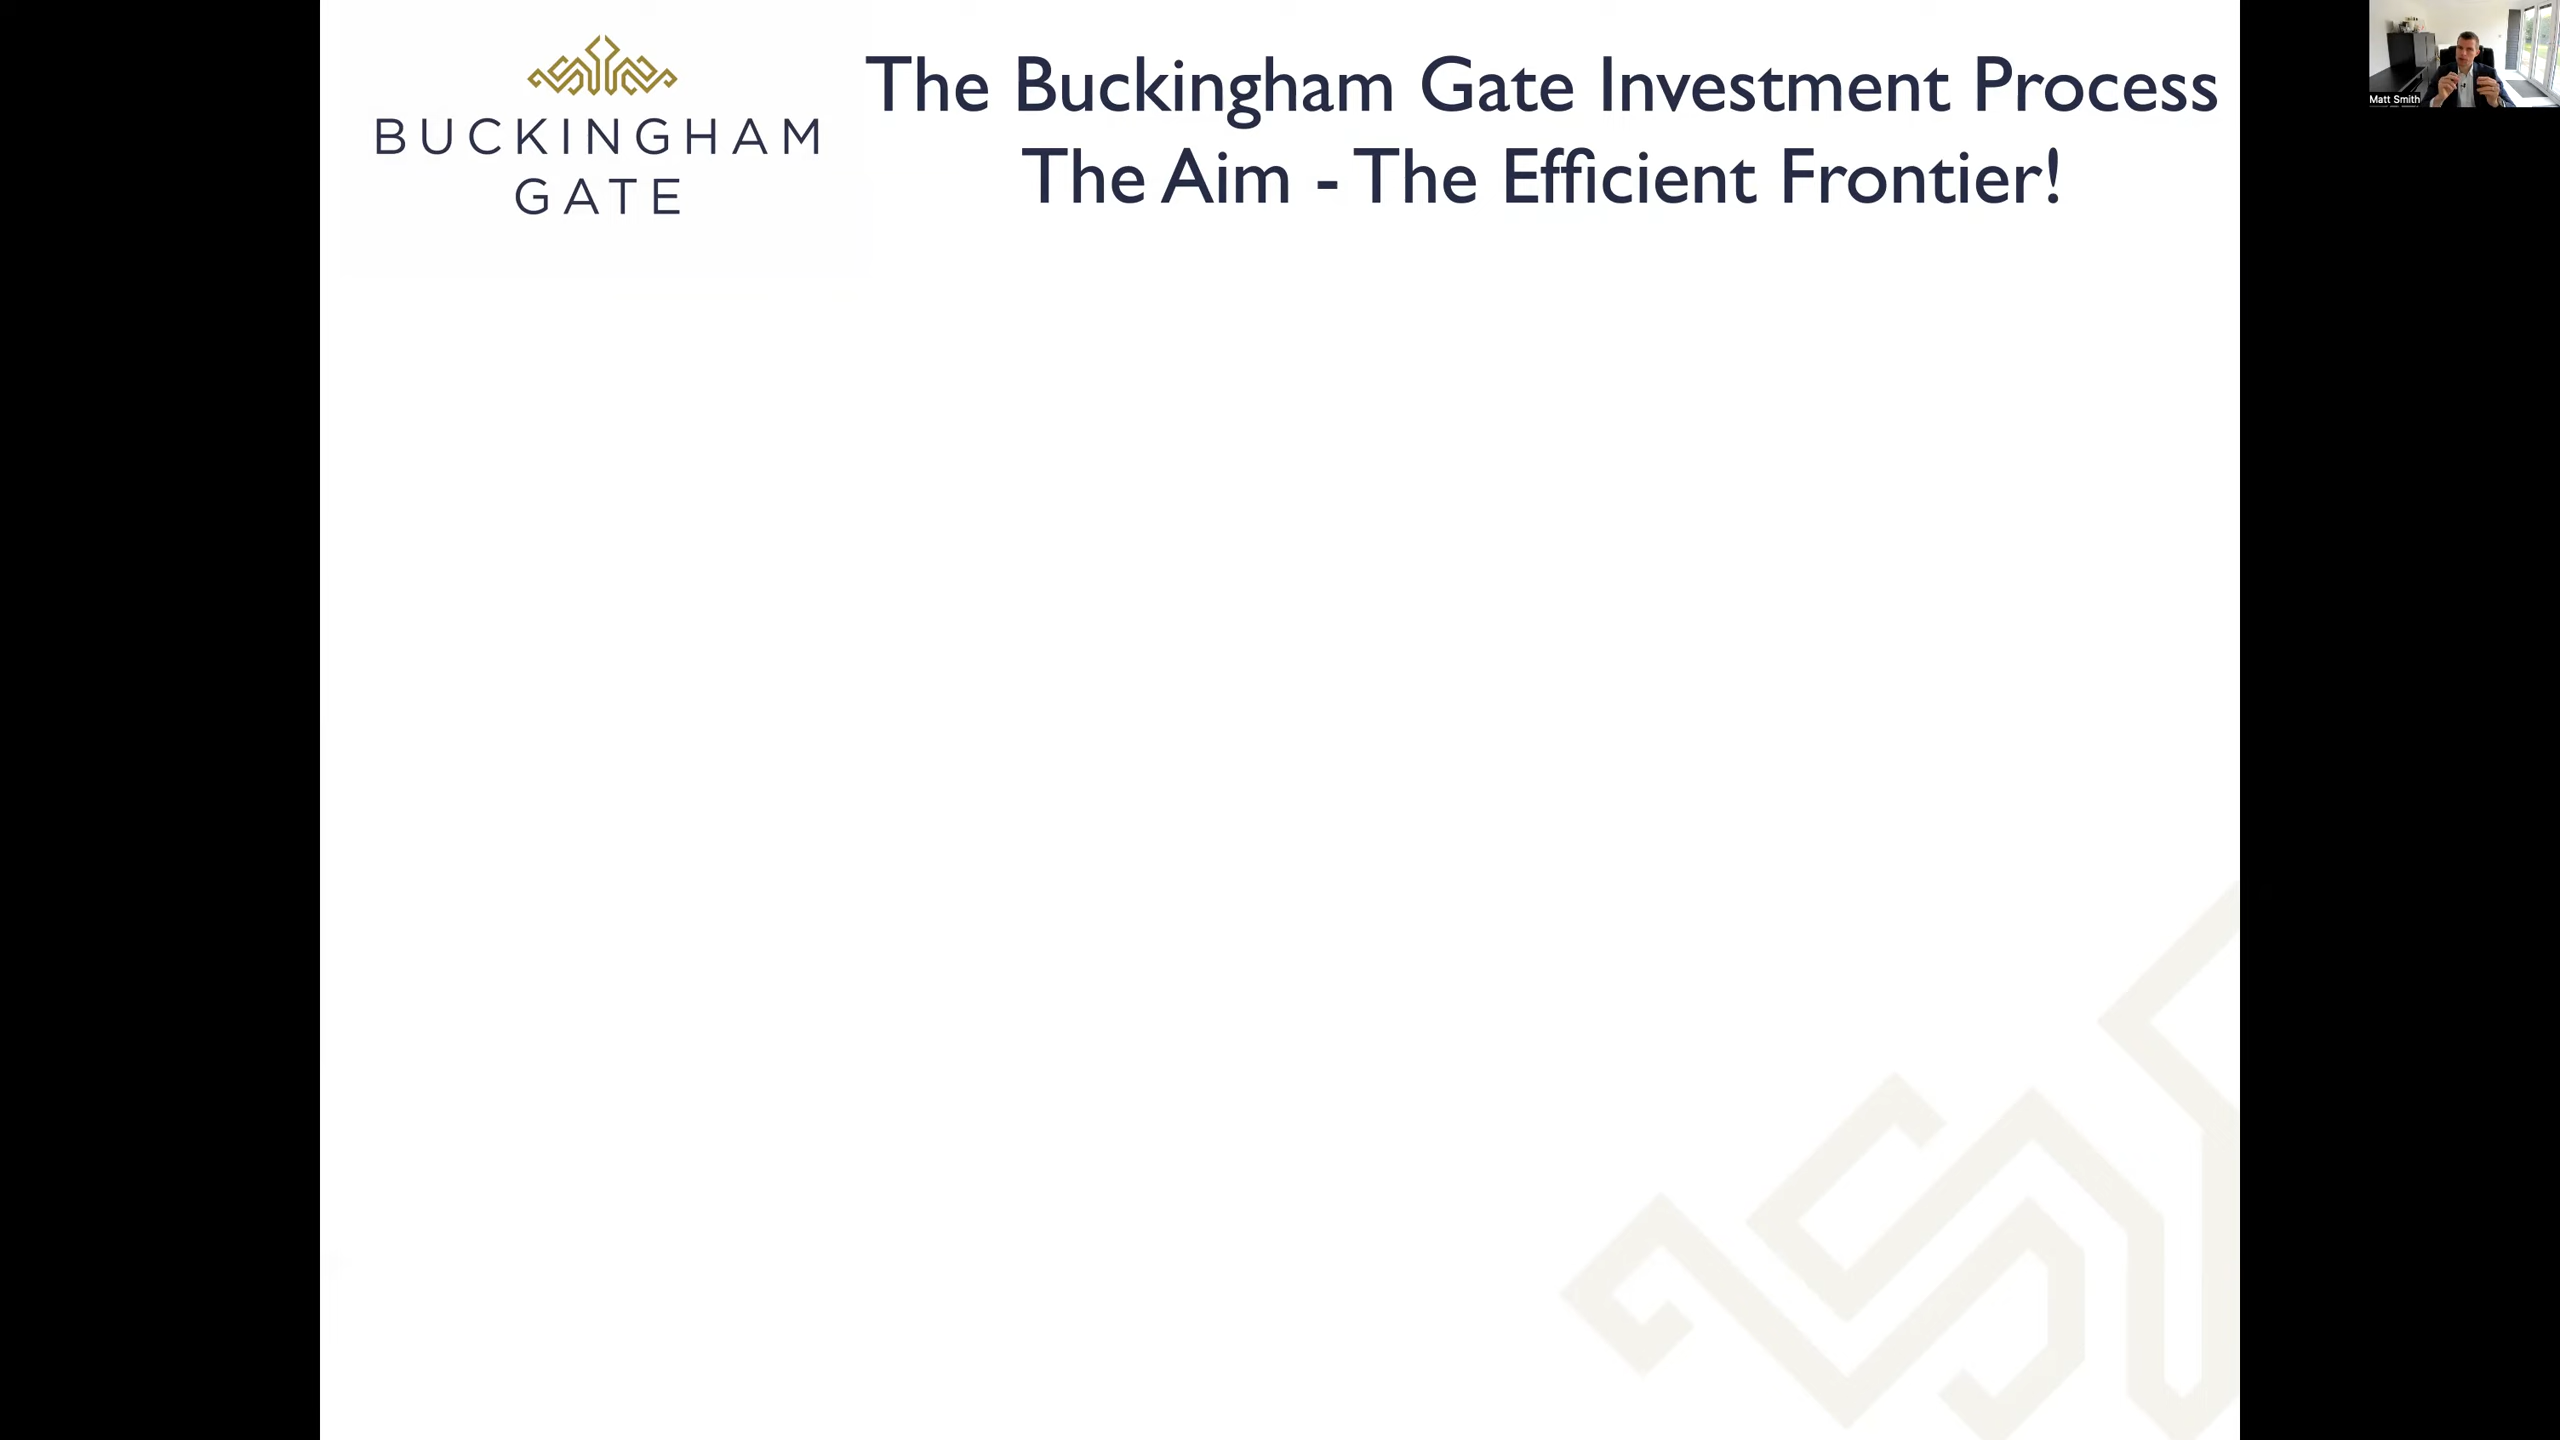 BUCKINGHAM
GATE
The Buckingham Gate Investment Process
The Aim - The Efficient Frontier!
Matt Smith